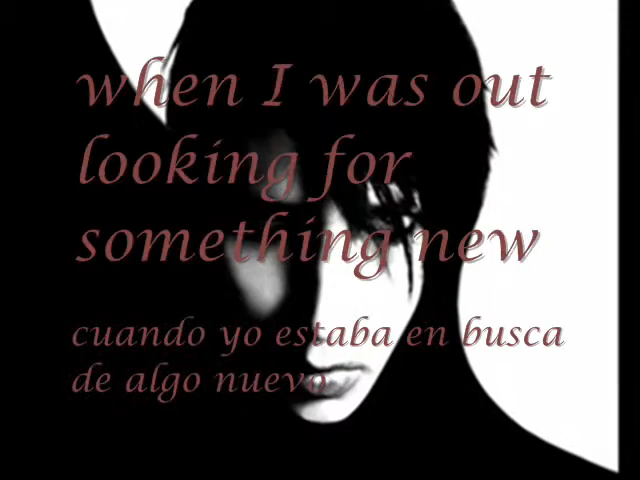 when I was out
looking for
something new
cuando yo estaba en busca
de algo nuevo